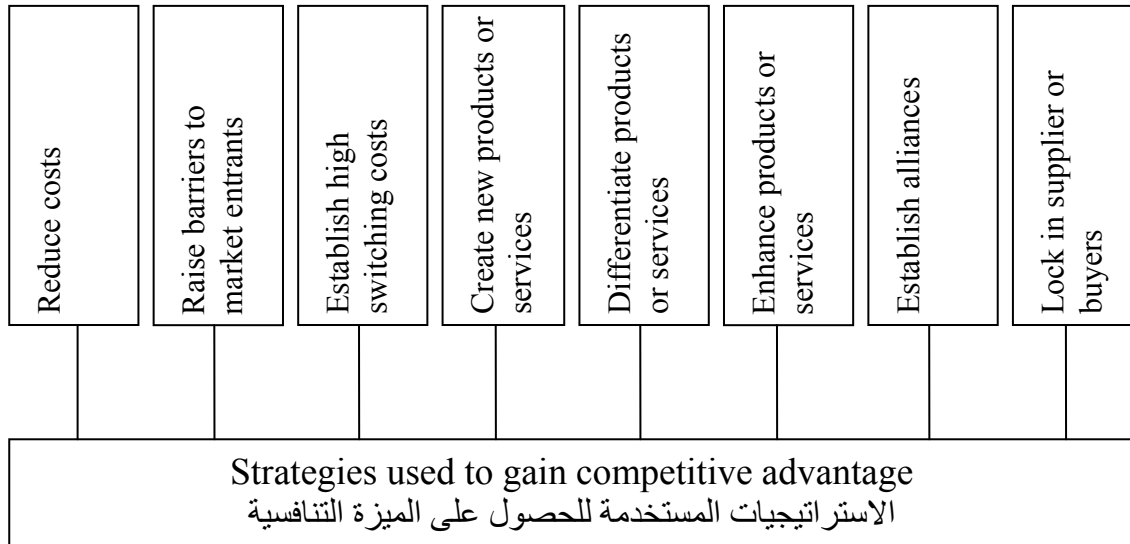 Reduce costs
Raise barriers to
market entrants
Establish high
switching costs
Create new products or
services
Differentiate products
or services
Enhance products or
services
Establish alliances
Lock in supplier or
buyers
Strategies used to gain competitive advantage
الاستراتيجيات المستخدمة للحصول على الميزة التنافسية